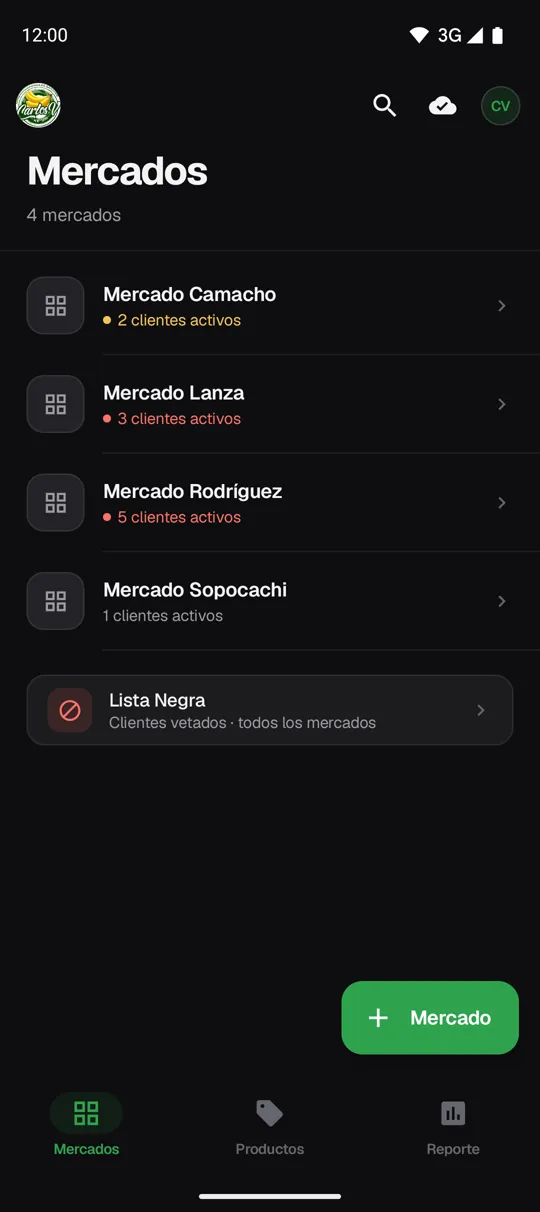 12:00
3G
Carlos V
CV
Mercados
4 mercados
Mercado Camacho
2 clientes activos
Mercado Lanza
3 clientes activos
Mercado Rodríguez
5 clientes activos
Mercado Sopocachi
1 clientes activos
Lista Negra
Clientes vetados · todos los mercados
+ Mercado
Mercados
Productos
Reporte